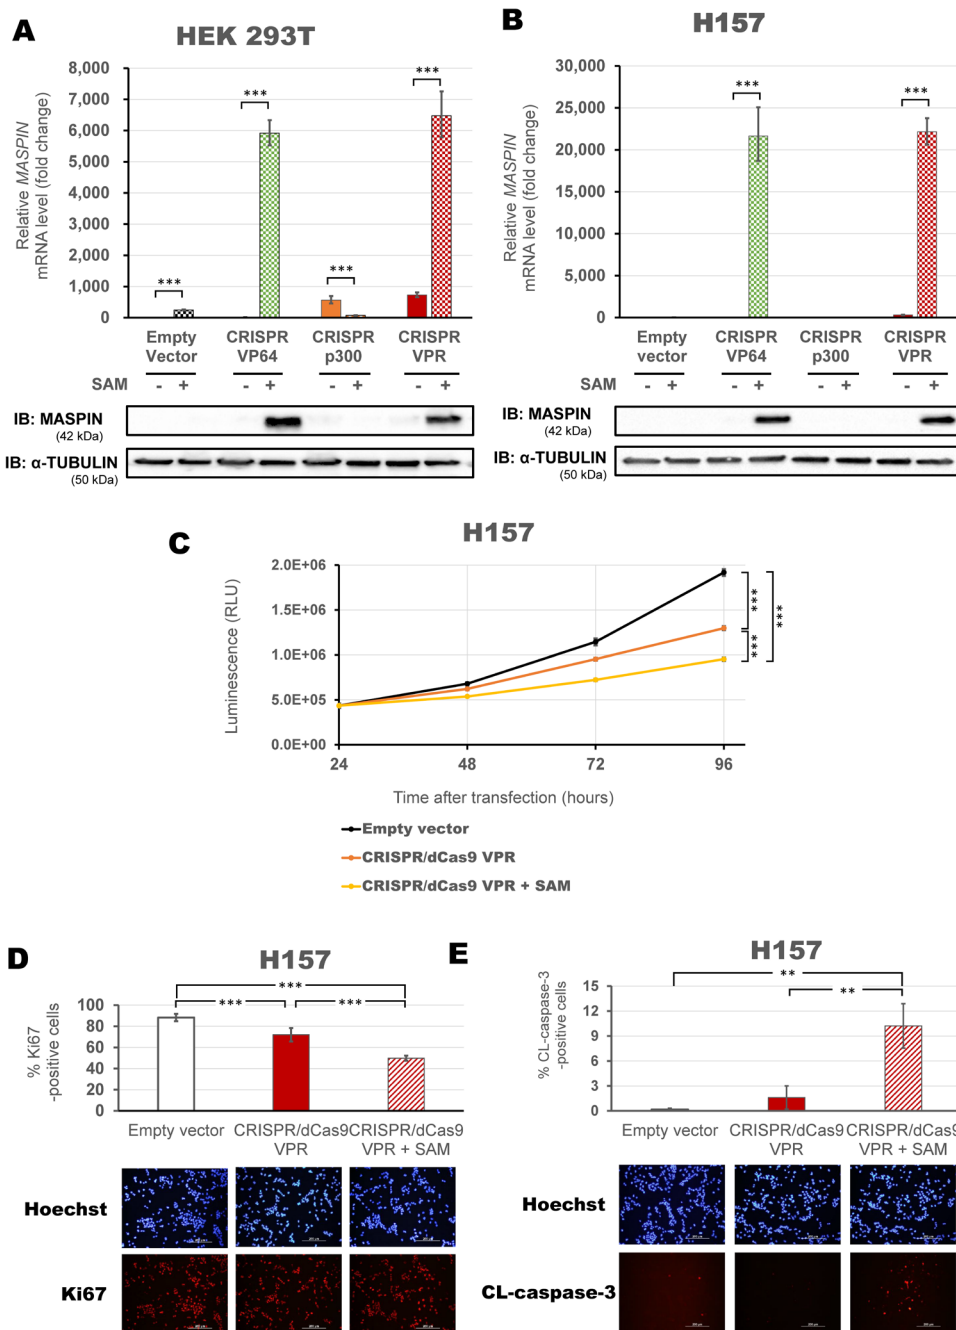 A
HEK 293T
Relative MASPIN
mRNA level (fold change)
8,000
7,000
6,000
5,000
4,000
3,000
2,000
1,000
0
***
***
***
***
Empty
Vector
CRISPR
VP64
CRISPR
p300
CRISPR
VPR
SAM - + - + - + - +
IB: MASPIN
(42 kDa)
IB: α-TUBULIN
(50 kDa)
B
H157
Relative MASPIN
mRNA level (fold change)
30,000
25,000
20,000
15,000
10,000
5,000
0
***
***
Empty
vector
CRISPR
VP64
CRISPR
p300
CRISPR
VPR
SAM - + - + - + - +
IB: MASPIN
(42 kDa)
IB: α-TUBULIN
(50 kDa)
C
H157
Luminescence (RLU)
2.0E+06
1.5E+06
1.0E+06
5.0E+05
0.0E+00
24 48 72 96
***
***
***
Time after transfection (hours)
Empty vector
CRISPR/dCas9 VPR
CRISPR/dCas9 VPR + SAM
D
H157
% Ki67
-positive cells
100
80
60
40
20
0
***
*** ***
Empty vector
CRISPR/dCas9
VPR
CRISPR/dCas9
VPR + SAM
Hoechst
Ki67
E
H157
% CL-caspase-3
-positive cells
15
12
9
6
3
0
**
**
Empty vector
CRISPR/dCas9
VPR
CRISPR/dCas9
VPR + SAM
Hoechst
CL-caspase-3